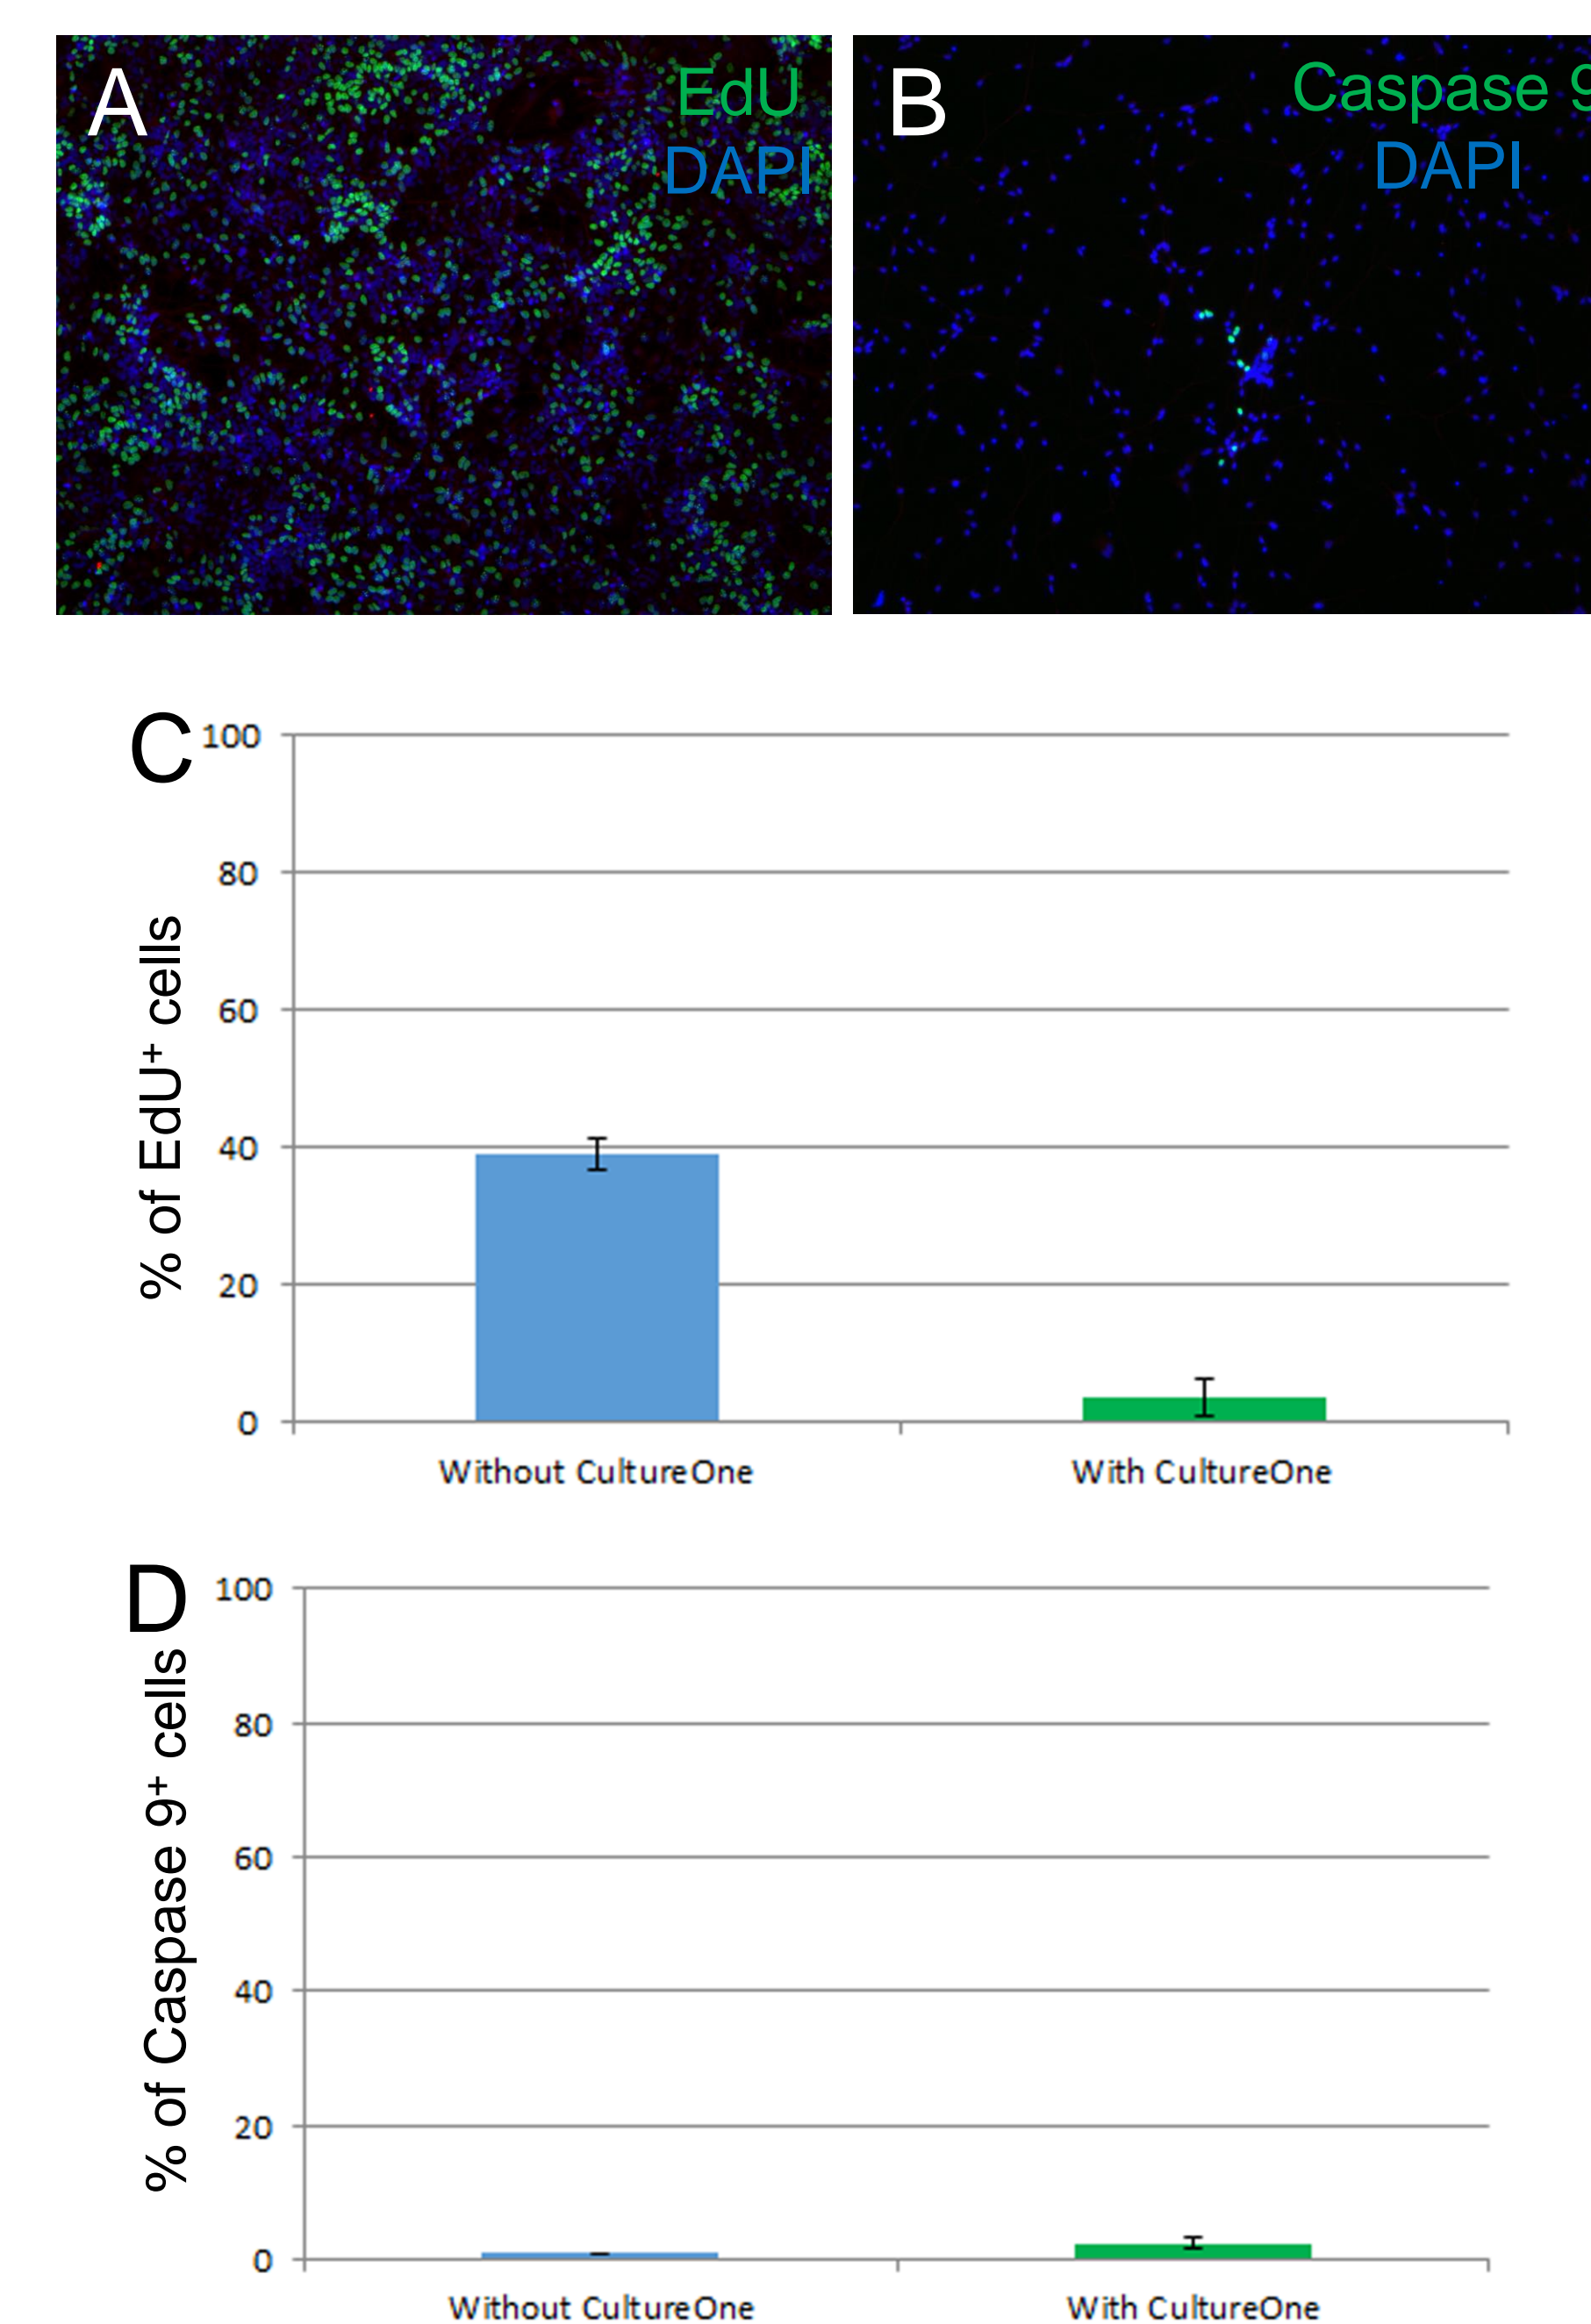 A
EdU
DAPI
B
Caspase 9
DAPI
C
% of EdU⁺ cells
100
80
60
40
20
0
Without CultureOne
With CultureOne
D
% of Caspase 9⁺ cells
100
80
60
40
20
0
Without CultureOne
With CultureOne